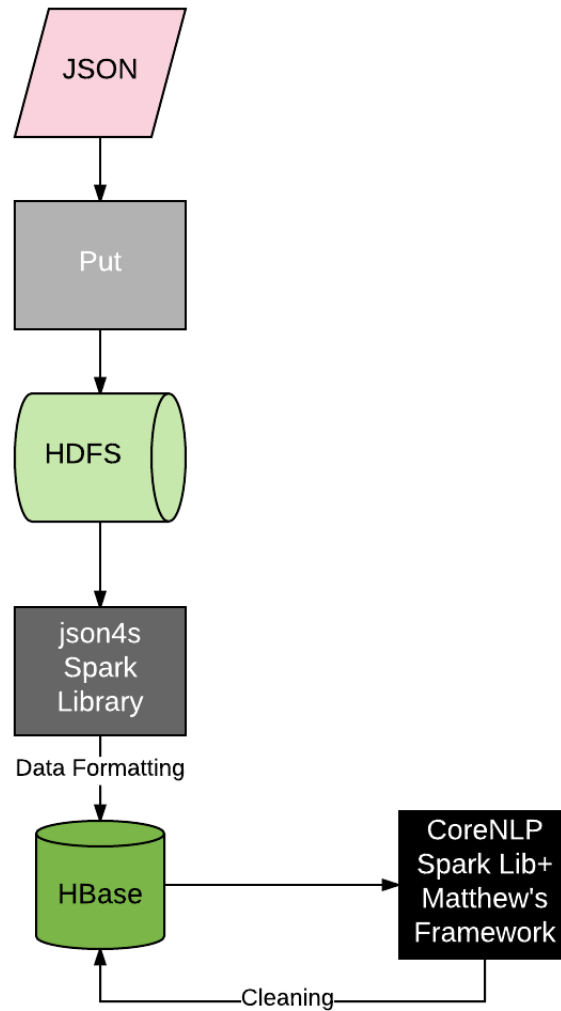 JSON
Put
HDFS
json4s
Spark
Library
Data Formatting
HBase
CoreNLP
Spark Lib+
Matthew's
Framework
Cleaning